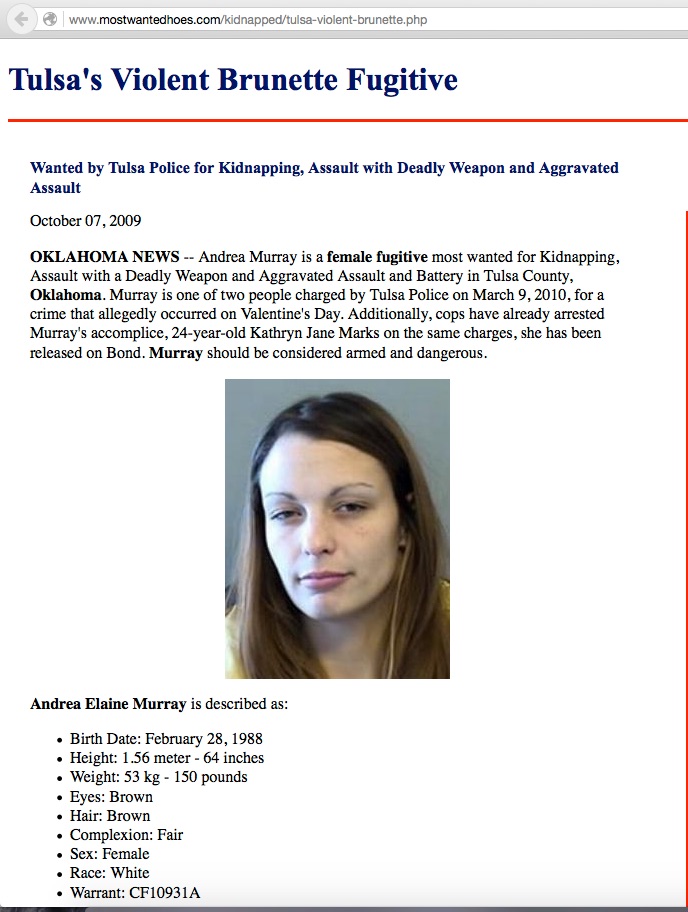 www.mostwantedhoes.com/kidnapped/tulsa-violent-brunette.php
Tulsa's Violent Brunette Fugitive
Wanted by Tulsa Police for Kidnapping, Assault with Deadly Weapon and Aggravated
Assault
October 07, 2009
OKLAHOMA NEWS -- Andrea Murray is a female fugitive most wanted for Kidnapping,
Assault with a Deadly Weapon and Aggravated Assault and Battery in Tulsa County,
Oklahoma. Murray is one of two people charged by Tulsa Police on March 9, 2010, for a
crime that allegedly occurred on Valentine's Day. Additionally, cops have already arrested
Murray's accomplice, 24-year-old Kathryn Jane Marks on the same charges, she has been
released on Bond. Murray should be considered armed and dangerous.
Andrea Elaine Murray is described as:
• Birth Date: February 28, 1988
• Height: 1.56 meter - 64 inches
• Weight: 53 kg - 150 pounds
• Eyes: Brown
• Hair: Brown
• Complexion: Fair
• Sex: Female
• Race: White
• Warrant: CF10931A